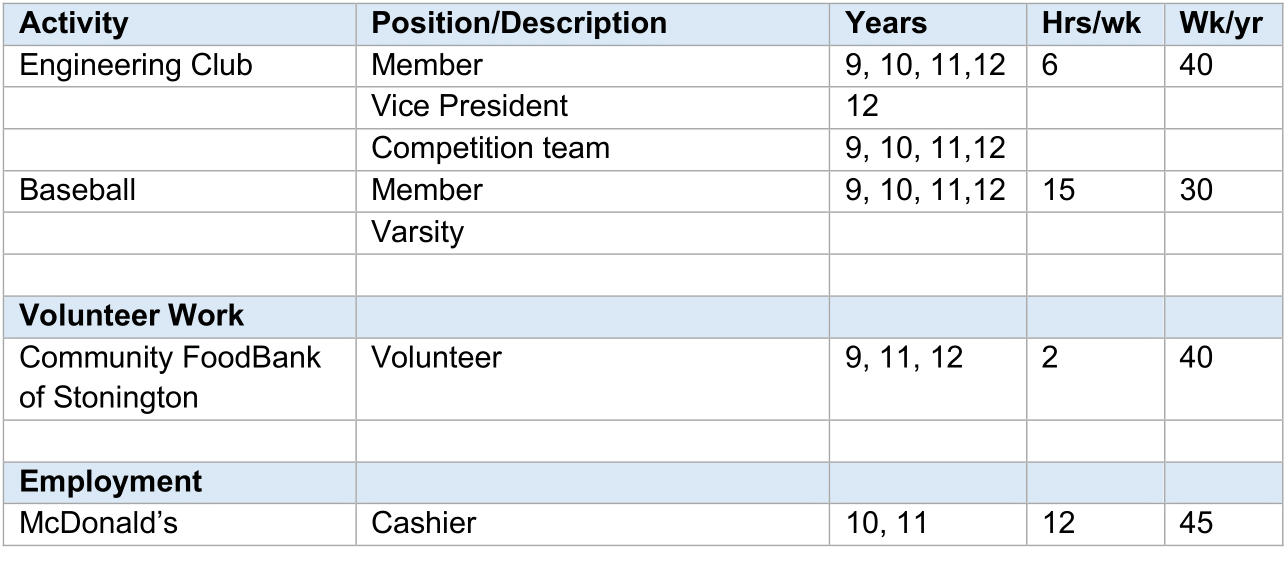 Activity Position/Description Years Hrs/wk Wk/yr
Engineering Club Member 9, 10, 11,12 6 40
Vice President 12
Competition team 9, 10, 11,12
Baseball Member 9, 10, 11,12 15 30
Varsity
Volunteer Work
Community FoodBank Volunteer 9, 11, 12 2 40
of Stonington
Employment
McDonald’s Cashier 10, 11 12 45